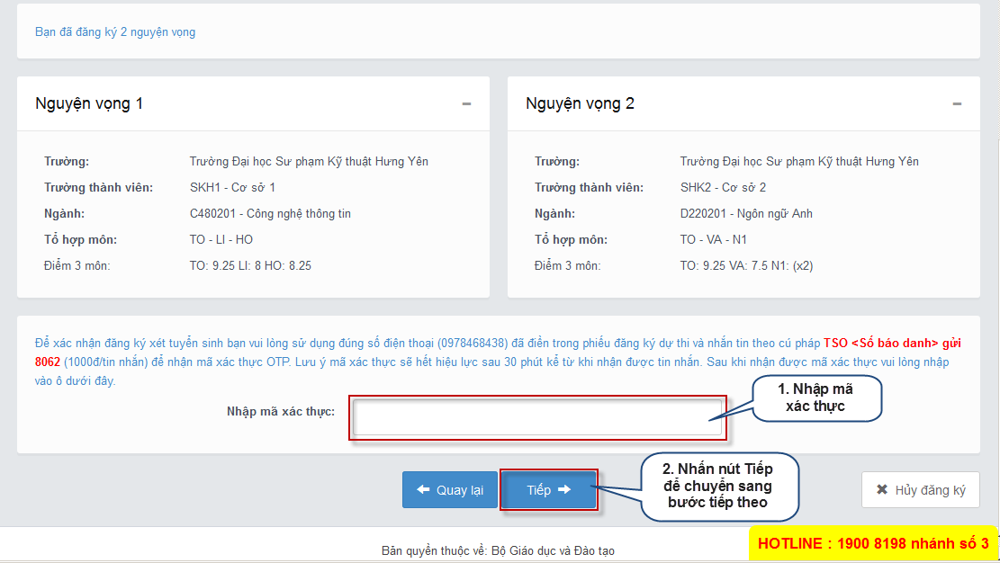 Bạn đã đăng ký 2 nguyện vọng
Nguyện vọng 1
Trường: Trường Đại học Sư phạm Kỹ thuật Hưng Yên
Trường thành viên: SKH1 - Cơ sở 1
Ngành: C480201 - Công nghệ thông tin
Tổ hợp môn: TO - LI - HO
Điểm 3 môn: TO: 9.25 LI: 8 HO: 8.25
Nguyện vọng 2
Trường: Trường Đại học Sư phạm Kỹ thuật Hưng Yên
Trường thành viên: SHK2 - Cơ sở 2
Ngành: D220201 - Ngôn ngữ Anh
Tổ hợp môn: TO - VA - N1
Điểm 3 môn: TO: 9.25 VA: 7.5 N1: (x2)
Để xác nhận đăng ký xét tuyển sinh bạn vui lòng sử dụng đúng số điện thoại (0978468438) đã điền trong phiếu đăng ký dự thi và nhắn tin theo cú pháp TSO <Số báo danh> gửi
8062 (1000đ/tin nhắn) để nhận mã xác thực OTP. Lưu ý mã xác thực sẽ hết hiệu lực sau 30 phút kể từ khi nhận được tin nhắn. Sau khi nhận được mã xác thực vui lòng nhập
vào ô dưới đây.
Nhập mã xác thực:
1. Nhập mã
xác thực
Quay lại
Tiếp
2. Nhấn nút Tiếp
để chuyển sang
bước tiếp theo
Hủy đăng ký
Bản quyền thuộc về: Bộ Giáo dục và Đào tạo
HOTLINE : 1900 8198 nhánh số 3